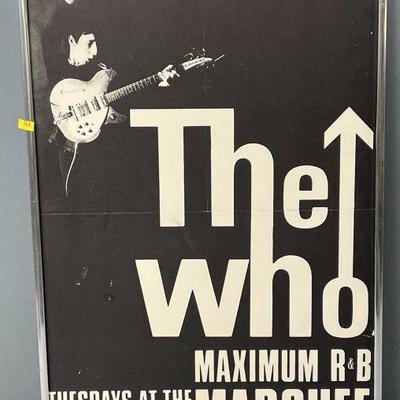 The
who
MAXIMUM R&B
TUESDAYS AT THE MARQUEE